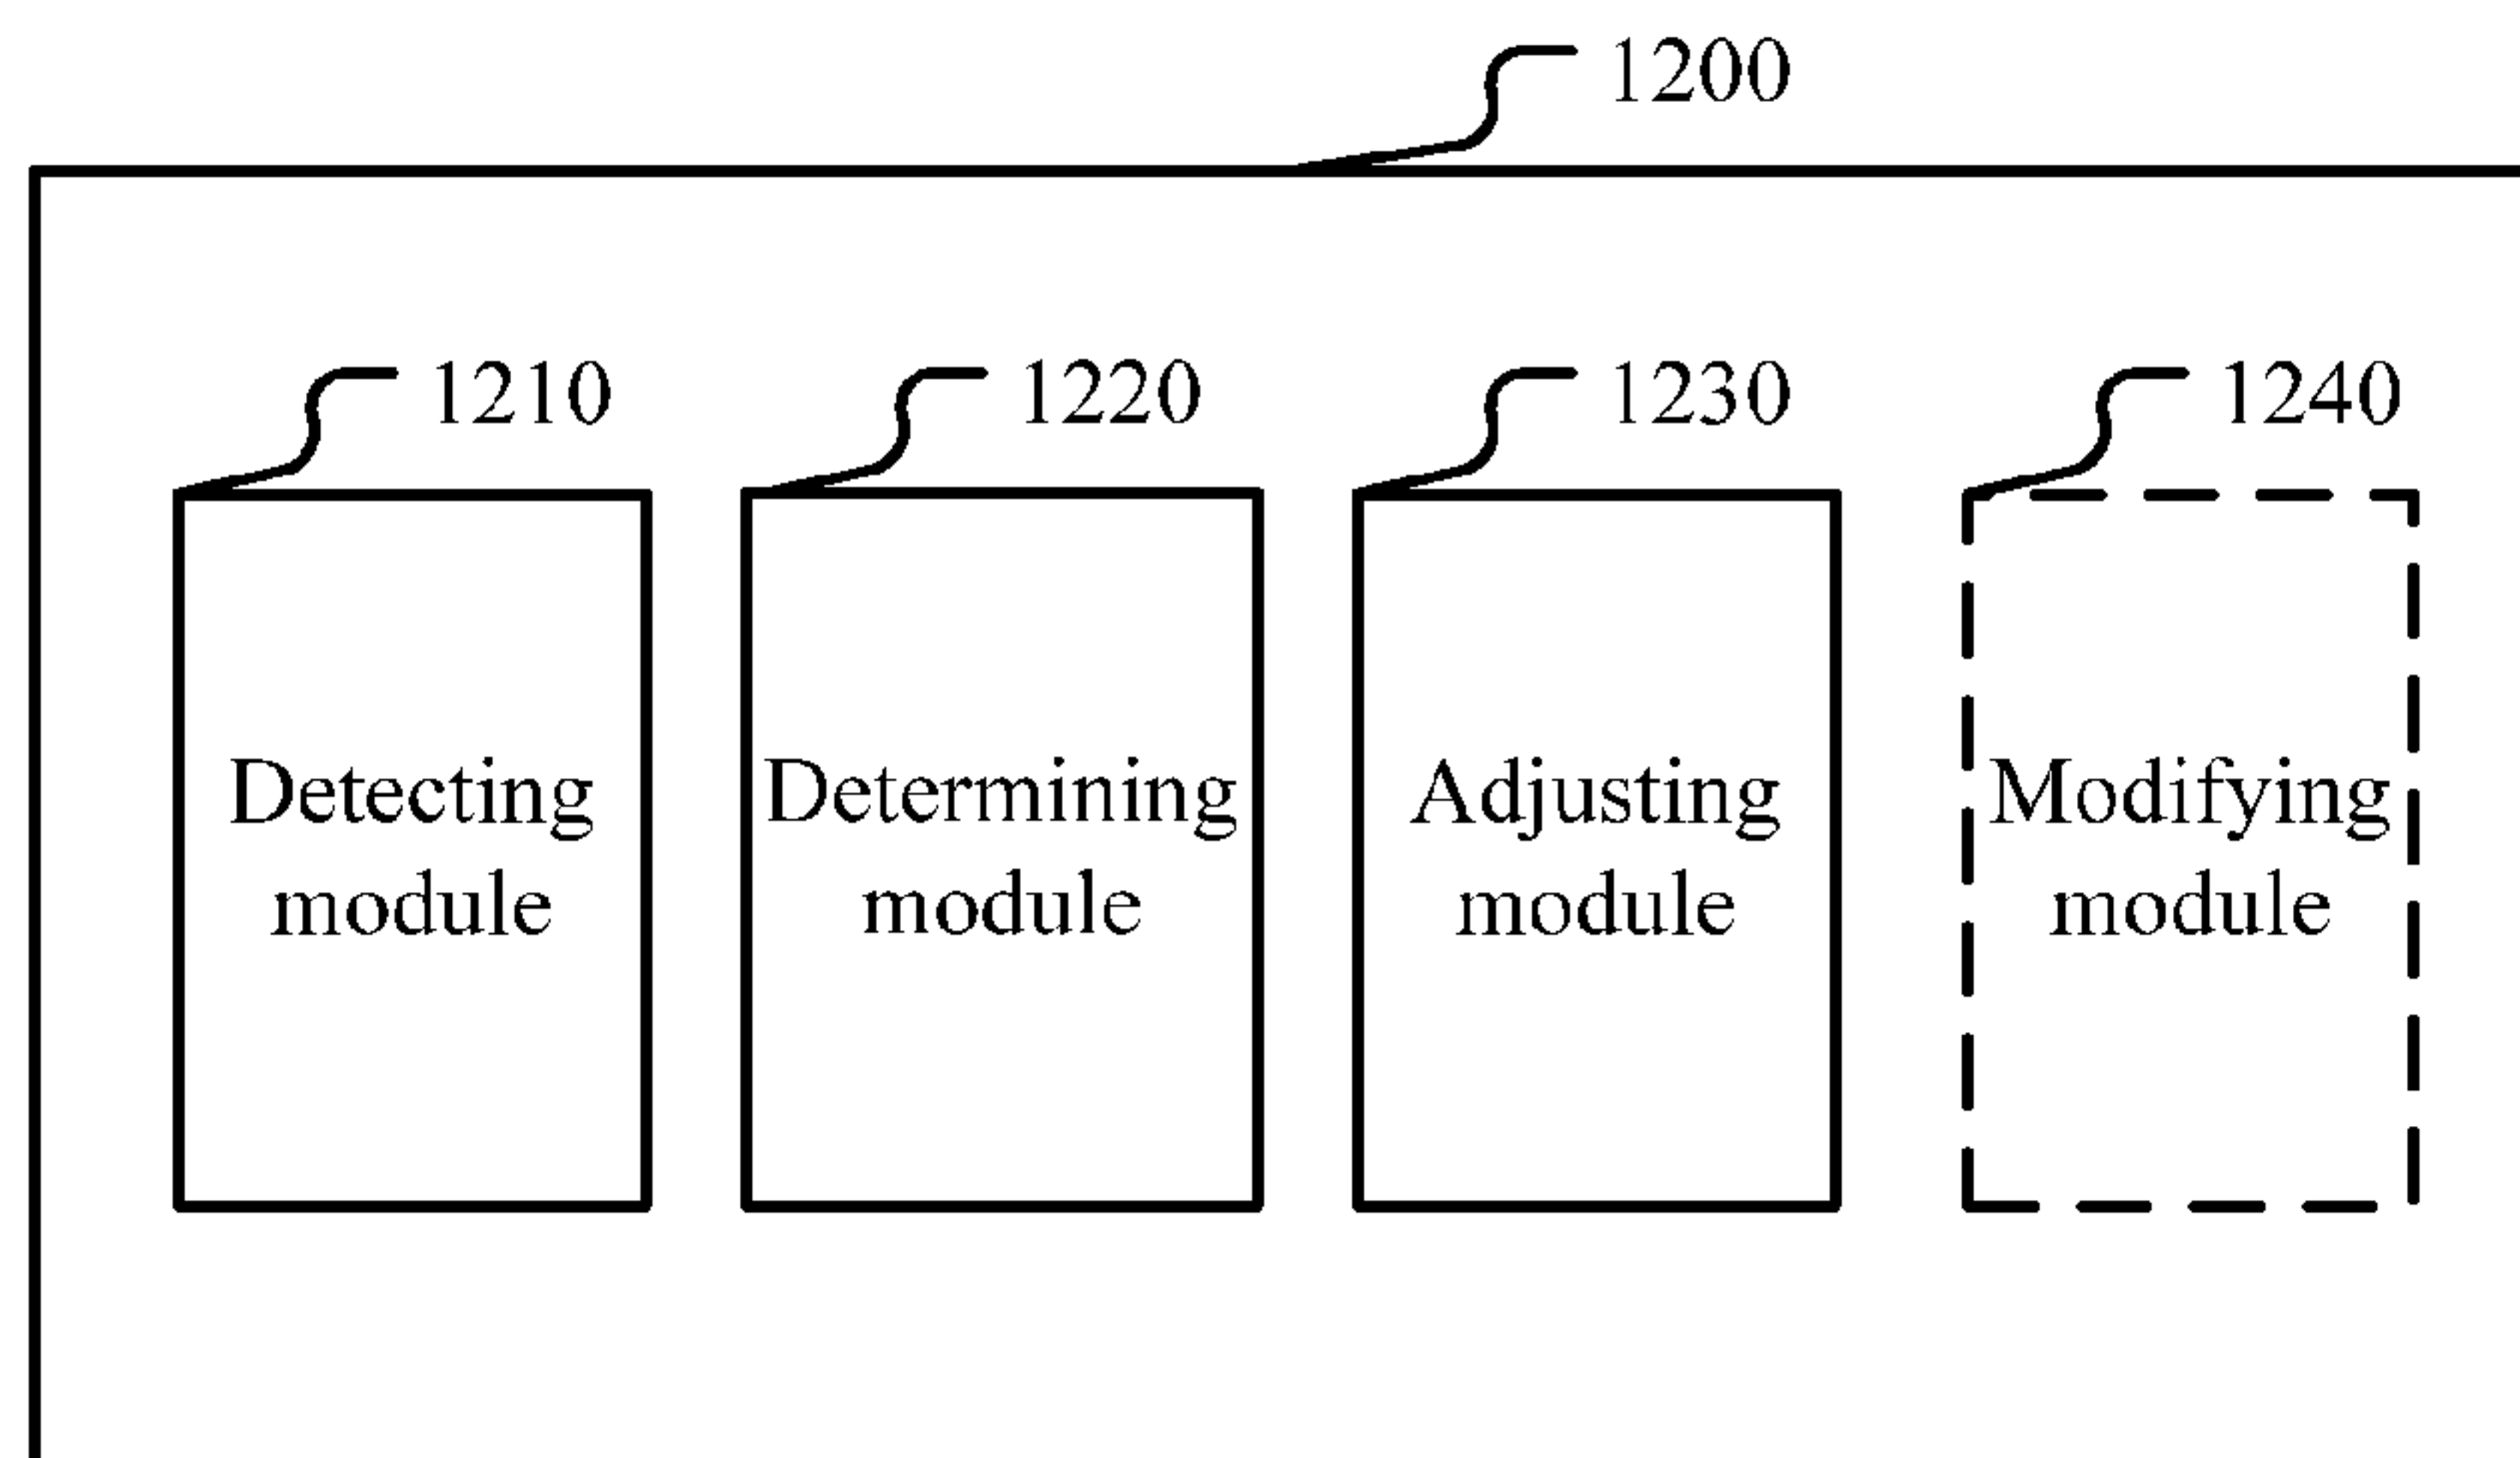 1200
1210
1220
1230
1240
Detecting
module
Determining
module
Adjusting
module
Modifying
module